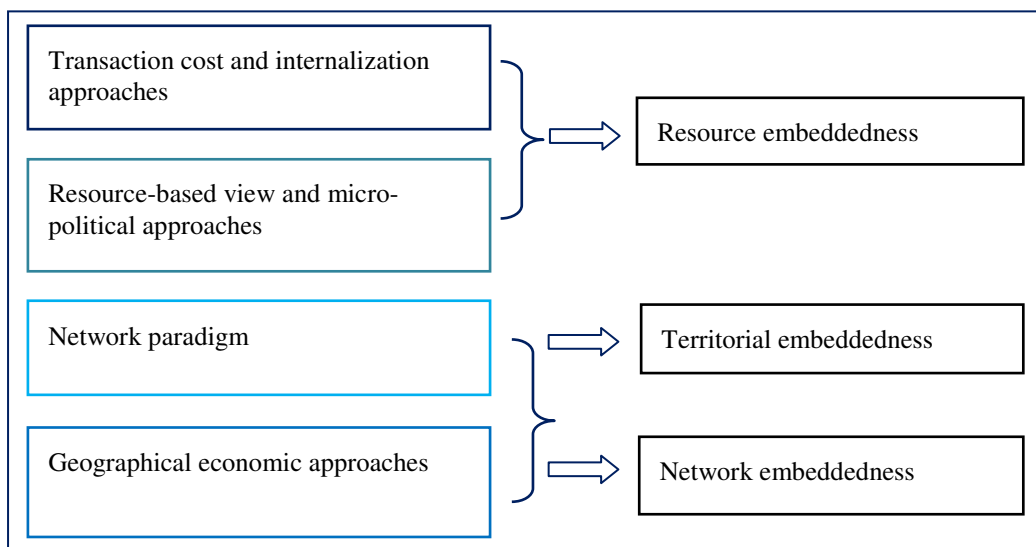 Transaction cost and internalization
approaches
Resource embeddedness
Resource-based view and micro-
political approaches
Network paradigm
Territorial embeddedness
Geographical economic approaches
Network embeddedness